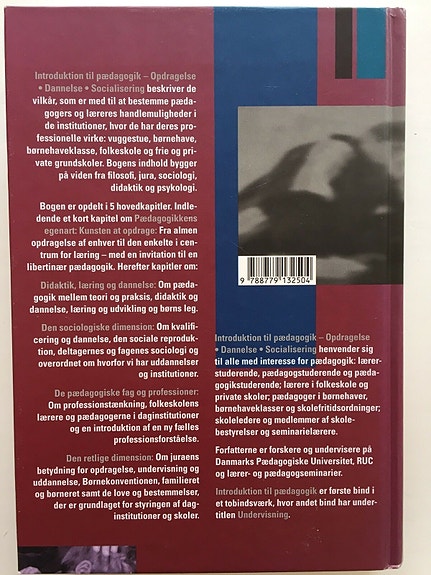 Introduktion til pædagogik – Opdragelse
• Dannelse • Socialisering beskriver de
vilkår, som er med til at bestemme pæda-
gogers og læreres handlemuligheder i
de institutioner, hvor de har deres pro-
fessionelle virke: vuggestue, børnehave,
børnehaveklasse, folkeskole og frie og pri-
vate grundskoler. Bogens indhold bygger
på viden fra filosofi, jura, sociologi,
didaktik og psykologi.
Bogen er opdelt i 5 hovedkapitler. Indle-
dende et kort kapitel om Pædagogikkens
egenart: Kunsten at opdrage: Fra almen
opdragelse af enhver til den enkelte i cen-
trum for læring – med en invitation til en
libertinær pædagogik. Herefter kapitler om:
Didaktik, læring og dannelse: Om pæda-
gogik mellem teori og praksis, didaktik og
dannelse, læring og udvikling og børns leg.
Den sociologiske dimension: Om kvalifi-
cering og dannelse, den sociale reproduk-
tion, deltagernes og fagenes sociologi og
overordnet om hvorfor vi har uddannelser
og institutioner.
De pædagogiske fag og professioner:
Om professionstænkning, folkeskolens
lærere og pædagogerne i daginstitutioner
og en introduktion af en ny fælles
professionsforståelse.
Den retlige dimension: Om juraens
betydning for opdragelse, undervisning og
uddannelse, Børnekonventionen, familieret
og børneret samt de love og bestemmelser,
der er grundlaget for styringen af dag-
institutioner og skoler.
9 788779 132504
Introduktion til pædagogik – Opdragelse
• Dannelse • Socialisering henvender sig
til alle med interesse for pædagogik: lærer-
studerende, pædagogstuderende og pæda-
gogikstuderende; lærere i folkeskole og
private skoler; pædagoger i børnehaver,
børnehaveklasser og skolefritidsordninger;
skoleledere og medlemmer af skole-
bestyrelser og seminarielærere.
Forfatterne er forskere og undervisere på
Danmarks Pædagogiske Universitet, RUC
og lærer- og pædagogseminarier.
Introduktion til pædagogik er første bind i
et tobindsværk, hvor andet bind har under-
titlen Undervisning.